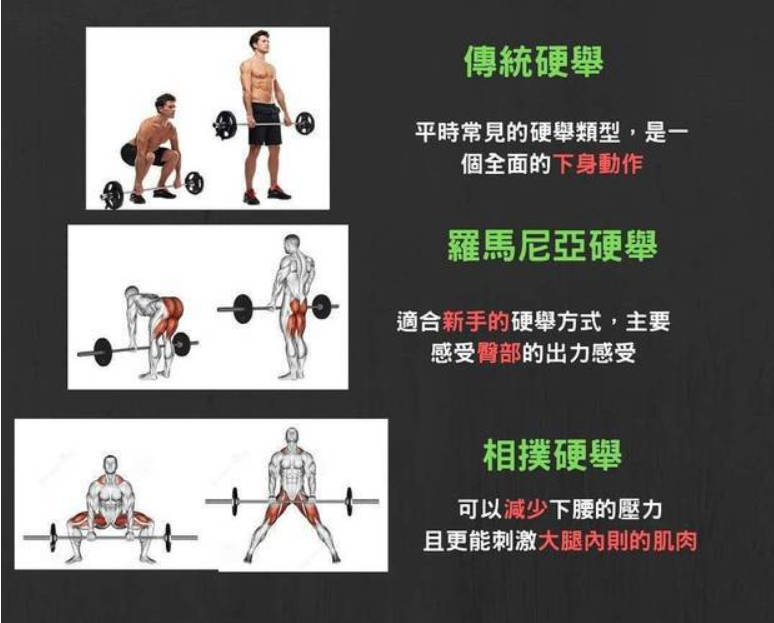 傳統硬舉
平時常見的硬舉類型，是一
個全面的下身動作
羅馬尼亞硬舉
適合新手的硬舉方式，主要
感受臀部的出力感受
相撲硬舉
可以減少下腰的壓力
且更能刺激大腿內則的肌肉